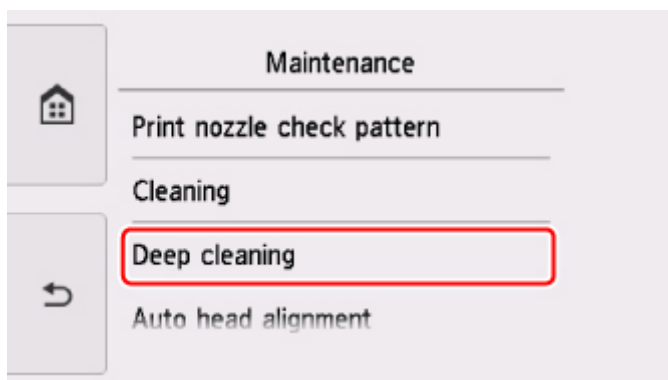 Maintenance
Print nozzle check pattern
Cleaning
Deep cleaning
Auto head alignment